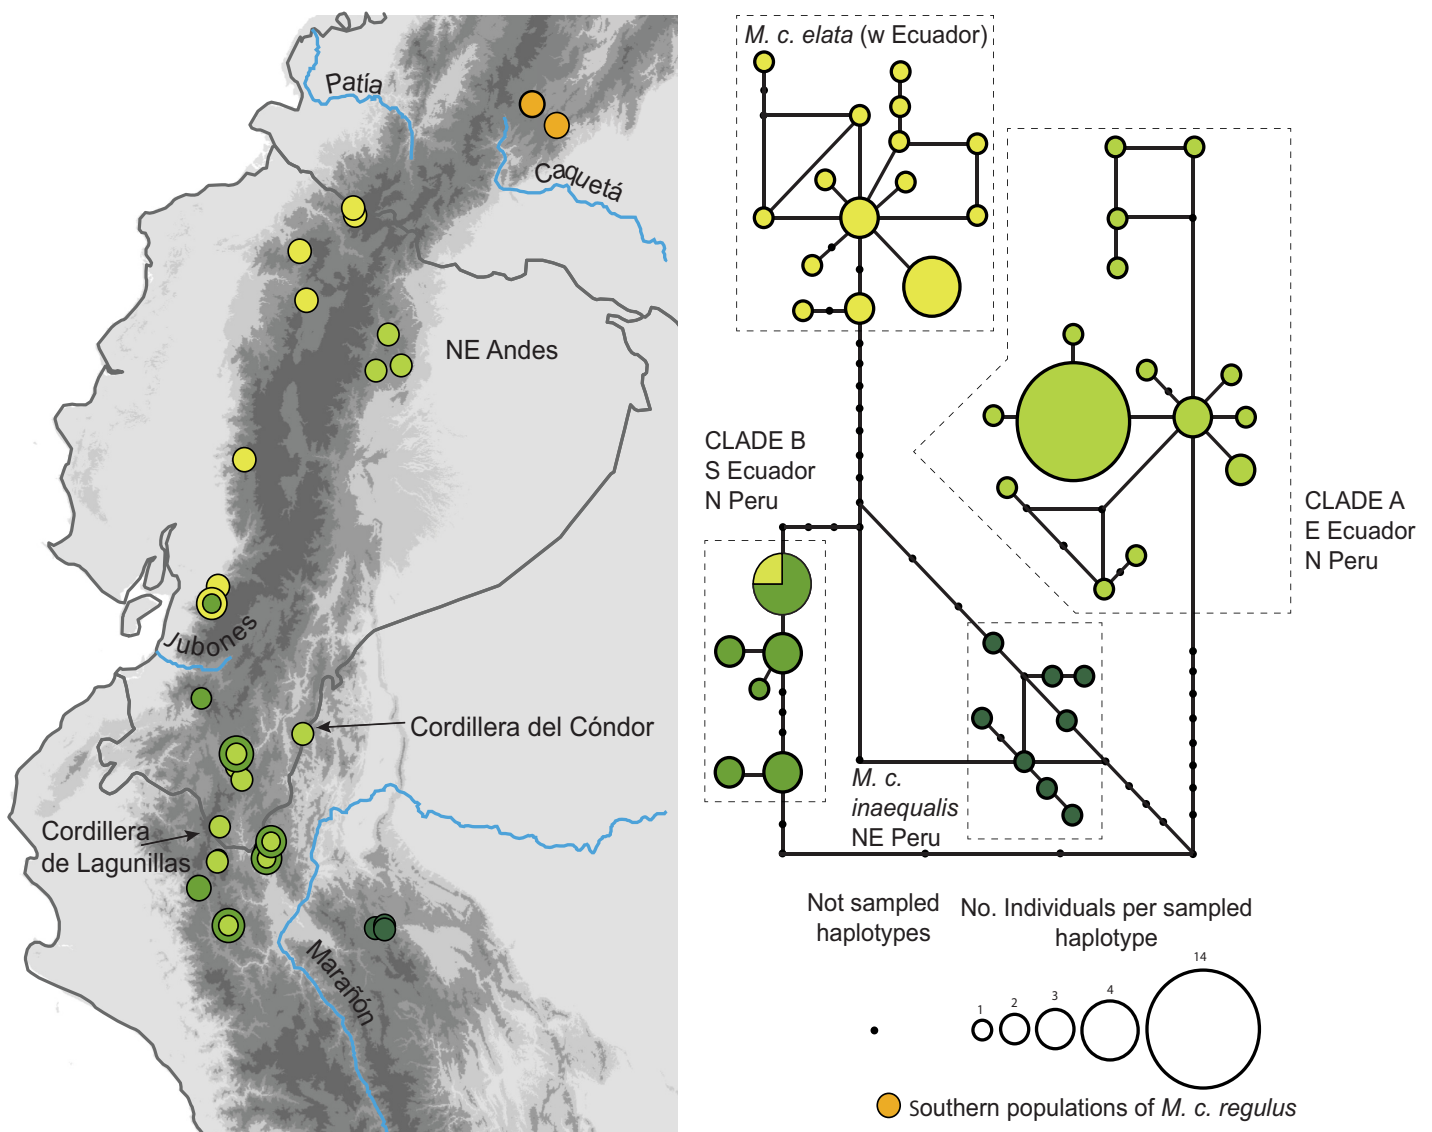 Patía
Caquetá
NE Andes
Jubones
Cordillera del Cóndor
Cordillera
de Lagunillas
Marañón
M. c. elata (w Ecuador)
CLADE B
S Ecuador
N Peru
CLADE A
E Ecuador
N Peru
M. c.
inaequalis
NE Peru
Not sampled
haplotypes
No. Individuals per sampled
haplotype
1
2
3
4
14
Southern populations of M. c. regulus